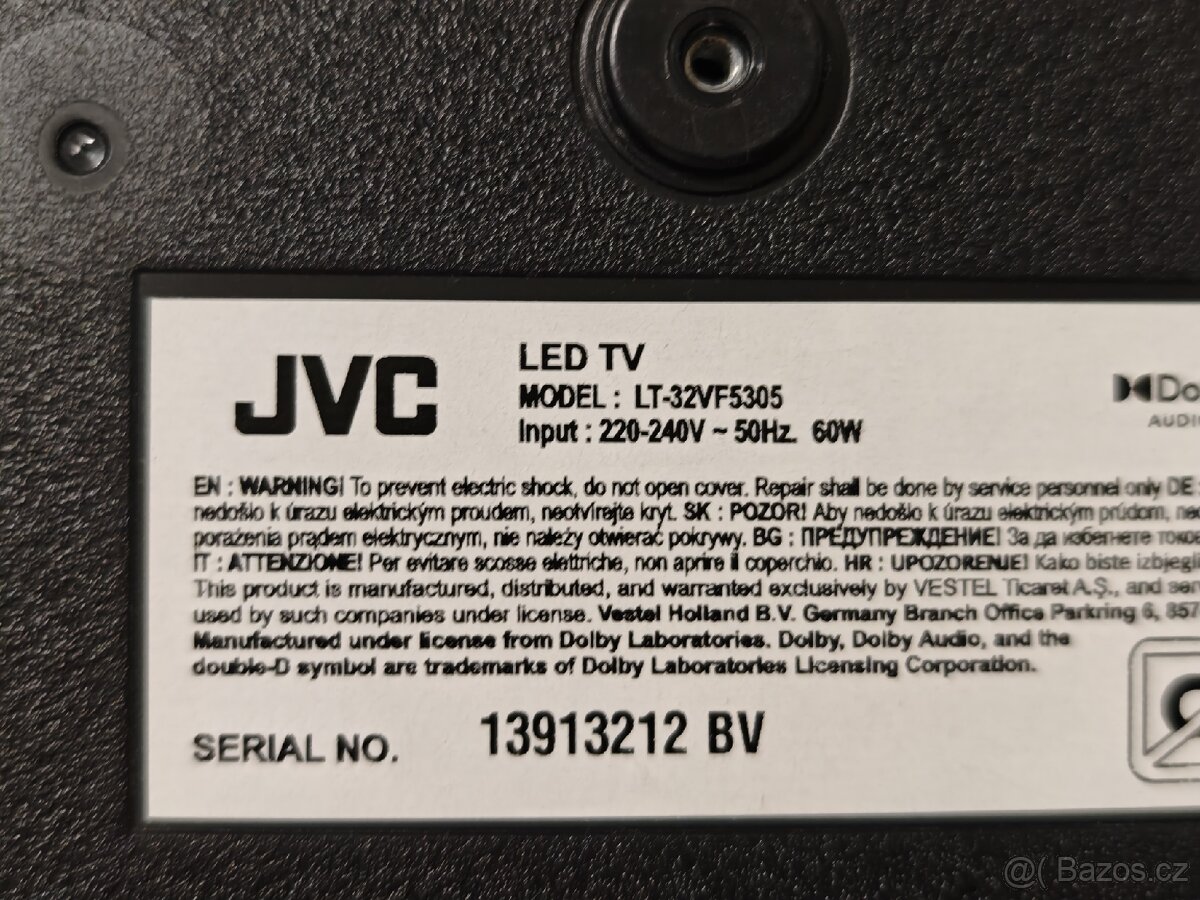 JVC
LED TV
MODEL : LT-32VF5305
Input : 220-240V ~ 50Hz. 60W
Do
AUDIO
EN : WARNING! To prevent electric shock, do not open cover. Repair shall be done by service personnel only DE :
nedošlo k úrazu elektrickým proudem, neotvírejte kryt. SK : POZOR! Aby nedošlo k úrazu elektrickým prúdom, ne
porażenia prądem elektrycznym, nie należy otwierać pokrywy. BG : ПРЕДУПРЕЖДЕНИЕ! За да избегнете токов
IT : ATTENZIONE! Per evitare scosse elettriche, non aprire il coperchio. HR : UPOZORENJE! Kako biste izbjegli
This product is manufactured, distributed, and warranted exclusively by VESTEL Ticaret A.Ş., and ser
used by such companies under license. Vestel Holland B.V. Germany Branch Office Parkring 6, 857
Manufactured under license from Dolby Laboratories. Dolby, Dolby Audio, and the
double-D symbol are trademarks of Dolby Laboratories Licensing Corporation.
SERIAL NO. 13913212 BV
@( Bazos.cz